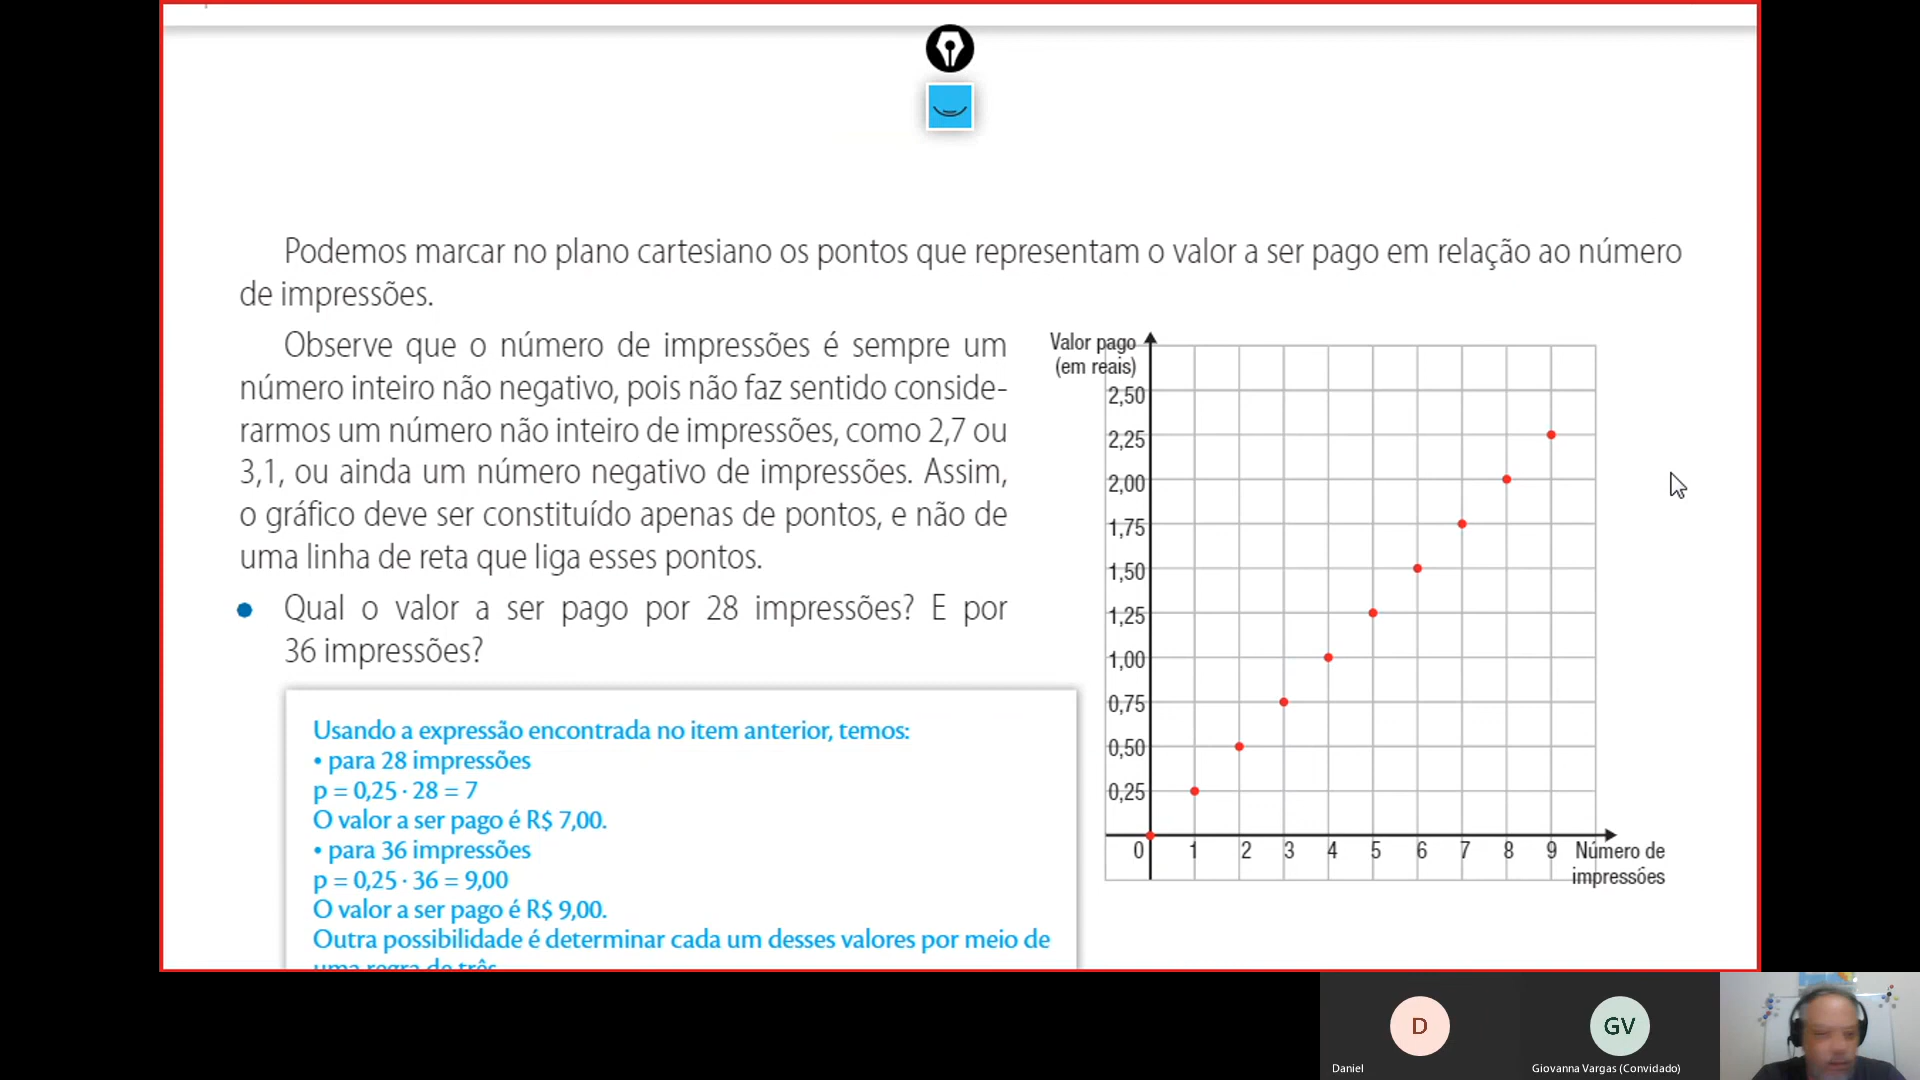 Podemos marcar no plano cartesiano os pontos que representam o valor a ser pago em relação ao número
de impressões.
Observe que o número de impressões é sempre um
número inteiro não negativo, pois não faz sentido conside-
rarmos um número não inteiro de impressões, como 2,7 ou
3,1, ou ainda um número negativo de impressões. Assim,
o gráfico deve ser constituído apenas de pontos, e não de
uma linha de reta que liga esses pontos.
• Qual o valor a ser pago por 28 impressões? E por
36 impressões?
Usando a expressão encontrada no item anterior, temos:
• para 28 impressões
p = 0,25 · 28 = 7
O valor a ser pago é R$ 7,00.
• para 36 impressões
p = 0,25 · 36 = 9,00
O valor a ser pago é R$ 9,00.
Outra possibilidade é determinar cada um desses valores por meio de
uma regra de três.
Valor pago
(em reais)
2,50
2,25
2,00
1,75
1,50
1,25
1,00
0,75
0,50
0,25
0 1 2 3 4 5 6 7 8 9 Número de
impressões
D
Daniel
GV
Giovanna Vargas (Convidado)